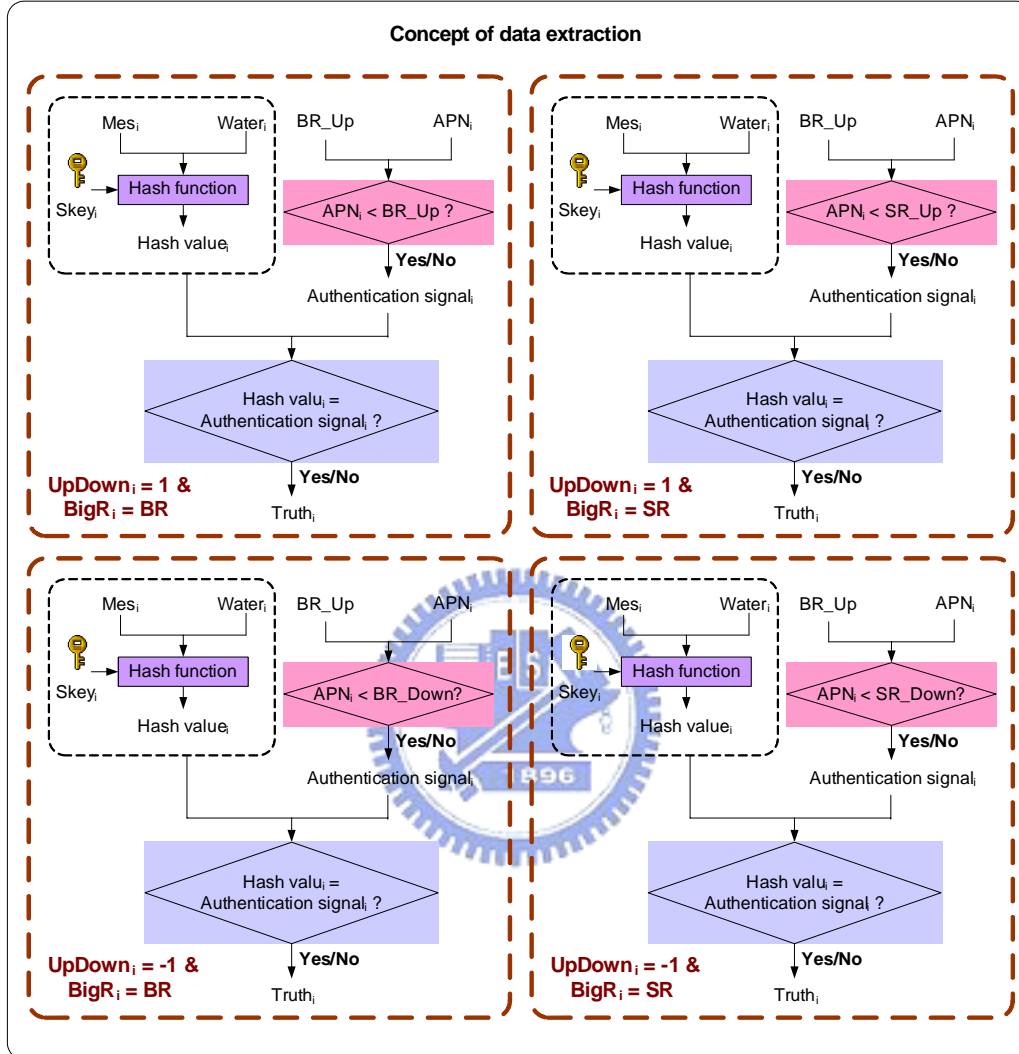 Concept of data extraction
Mesᵢ
Waterᵢ
BR_Up
APNᵢ
Hash function
Skeyᵢ
APNᵢ < BR_Up ?
Hash valueᵢ
Yes/No
Authentication signalᵢ
Hash valuᵢ =
Authentication signalᵢ ?
Yes/No
UpDownᵢ = 1 &
BigRᵢ = BR
Truthᵢ
Mesᵢ
Waterᵢ
BR_Up
APNᵢ
Hash function
Skeyᵢ
APNᵢ < SR_Up ?
Hash valueᵢ
Yes/No
Authentication signalᵢ
Hash valuᵢ =
Authentication signalᵢ ?
Yes/No
UpDownᵢ = 1 &
BigRᵢ = SR
Truthᵢ
Mesᵢ
Waterᵢ
BR_Up
APNᵢ
Hash function
Skeyᵢ
APNᵢ < BR_Down?
Hash valueᵢ
Yes/No
Authentication signalᵢ
Hash valuᵢ =
Authentication signalᵢ ?
Yes/No
UpDownᵢ = -1 &
BigRᵢ = BR
Truthᵢ
Mesᵢ
Waterᵢ
BR_Up
APNᵢ
Hash function
Skeyᵢ
APNᵢ < SR_Down?
Hash valueᵢ
Yes/No
Authentication signalᵢ
Hash valuᵢ =
Authentication signalᵢ ?
Yes/No
UpDownᵢ = -1 &
BigRᵢ = SR
Truthᵢ
ES
1896